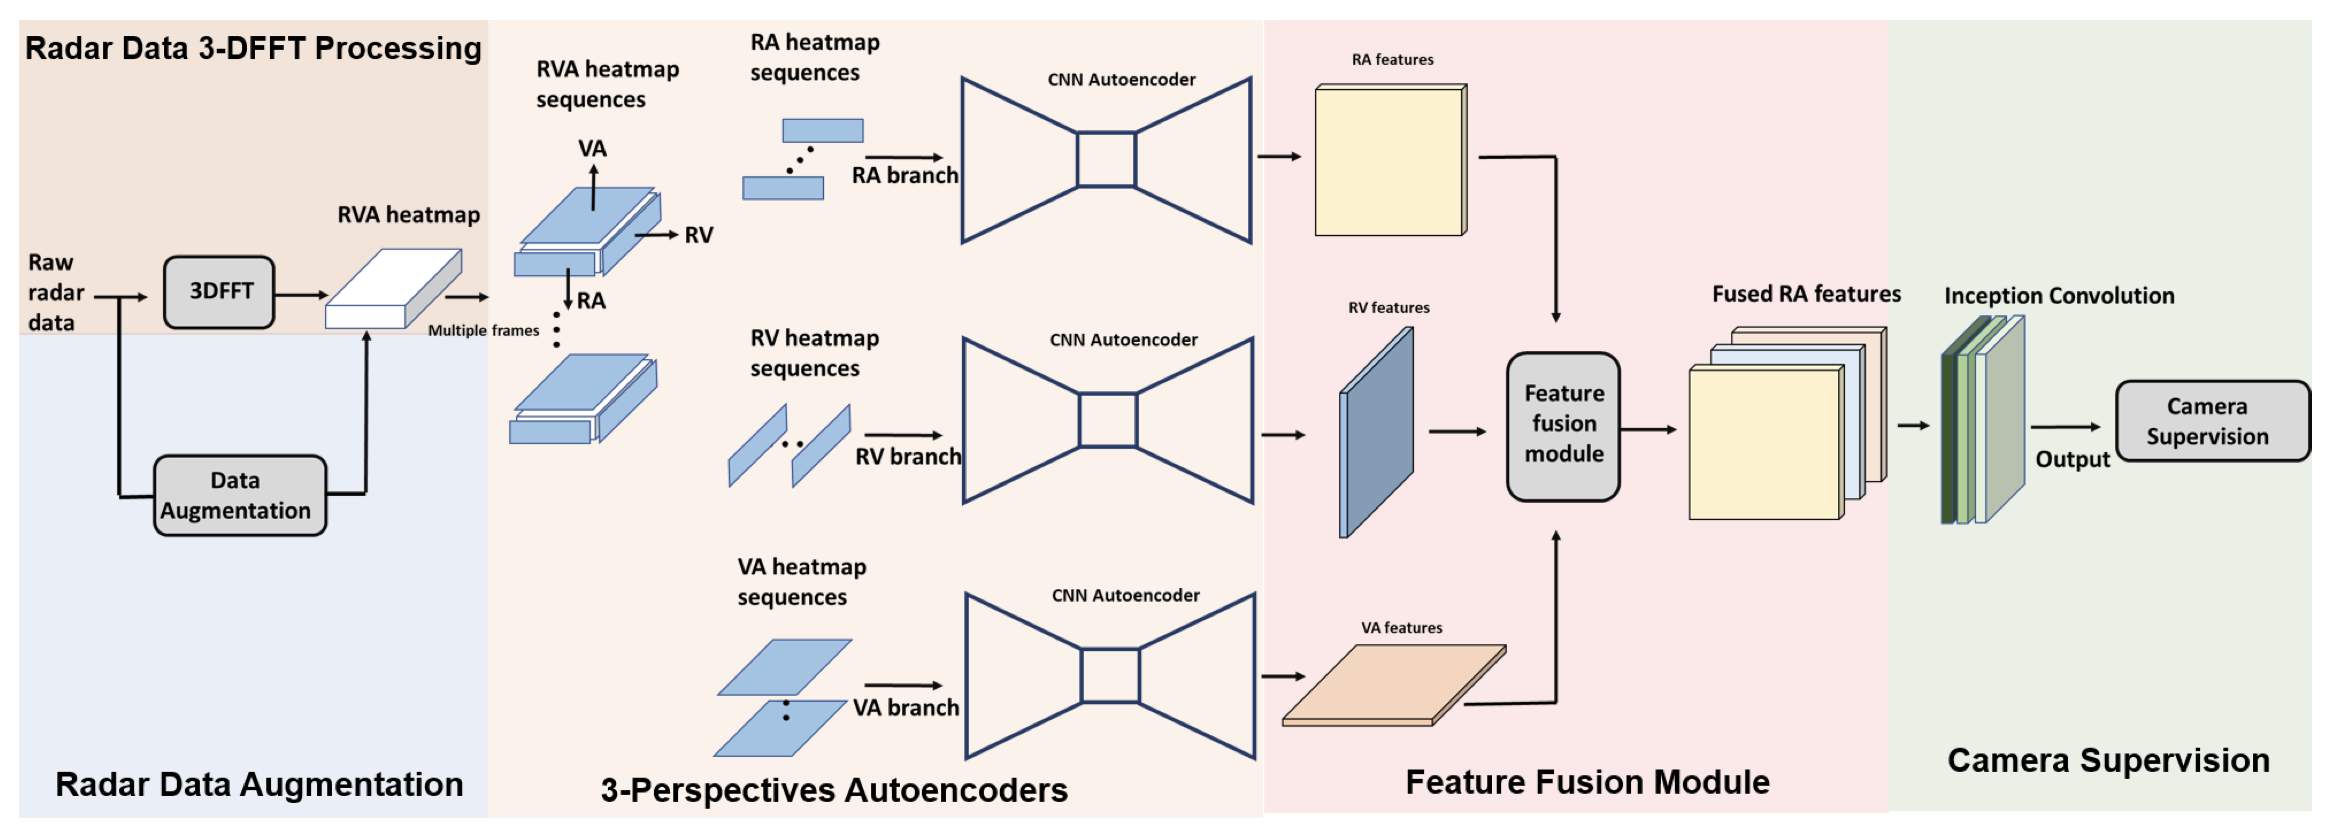 Radar Data 3-DFFT Processing
RVA heatmap
Raw
radar
data
3DFFT
Multiple frames
Data
Augmentation
Radar Data Augmentation
RVA heatmap
sequences
VA
RV
RA
RA heatmap
sequences
RA branch
CNN Autoencoder
RV heatmap
sequences
RV branch
CNN Autoencoder
VA heatmap
sequences
VA branch
CNN Autoencoder
3-Perspectives Autoencoders
RA features
RV features
VA features
Feature
fusion
module
Fused RA features
Feature Fusion Module
Inception Convolution
Output
Camera
Supervision
Camera Supervision